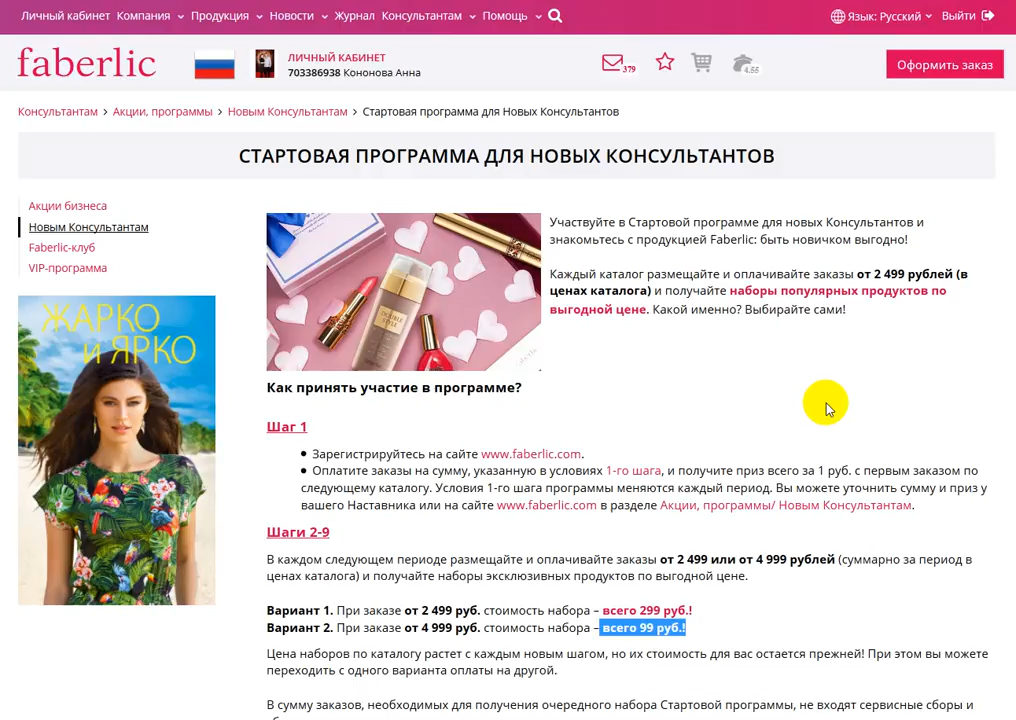 Личный кабинет Компания Продукция Новости Журнал Консультантам Помощь Язык: Русский Выйти
faberlic
ЛИЧНЫЙ КАБИНЕТ
703386938 Кононова Анна
379
4.55
Оформить заказ
Консультантам > Акции, программы > Новым Консультантам > Стартовая программа для Новых Консультантов
СТАРТОВАЯ ПРОГРАММА ДЛЯ НОВЫХ КОНСУЛЬТАНТОВ
Акции бизнеса
Новым Консультантам
Faberlic-клуб
VIP-программа
ЖАРКО
и ЯРКО
Участвуйте в Стартовой программе для новых Консультантов и
знакомьтесь с продукцией Faberlic: быть новичком выгодно!
Каждый каталог размещайте и оплачивайте заказы от 2 499 рублей (в
ценах каталога) и получайте наборы популярных продуктов по
выгодной цене. Какой именно? Выбирайте сами!
Как принять участие в программе?
Шаг 1
• Зарегистрируйтесь на сайте www.faberlic.com.
• Оплатите заказы на сумму, указанную в условиях 1-го шага, и получите приз всего за 1 руб. с первым заказом по
следующему каталогу. Условия 1-го шага программы меняются каждый период. Вы можете уточнить сумму и приз у
вашего Наставника или на сайте www.faberlic.com в разделе Акции, программы/ Новым Консультантам.
Шаги 2-9
В каждом следующем периоде размещайте и оплачивайте заказы от 2 499 или от 4 999 рублей (суммарно за период в
ценах каталога) и получайте наборы эксклюзивных продуктов по выгодной цене.
Вариант 1. При заказе от 2 499 руб. стоимость набора – всего 299 руб.!
Вариант 2. При заказе от 4 999 руб. стоимость набора – всего 99 руб.!
Цена наборов по каталогу растет с каждым новым шагом, но их стоимость для вас остается прежней! При этом вы можете
переходить с одного варианта оплаты на другой.
В сумму заказов, необходимых для получения очередного набора Стартовой программы, не входят сервисные сборы и